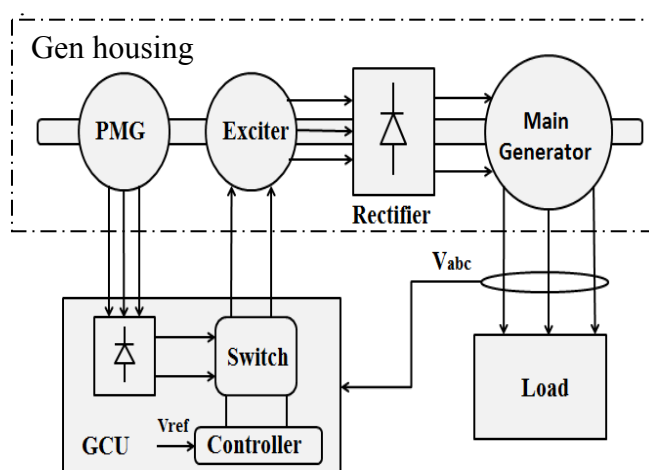 Gen housing
PMG
Exciter
Main
Generator
Rectifier
Vabc
Switch
Load
Vref
GCU
Controller